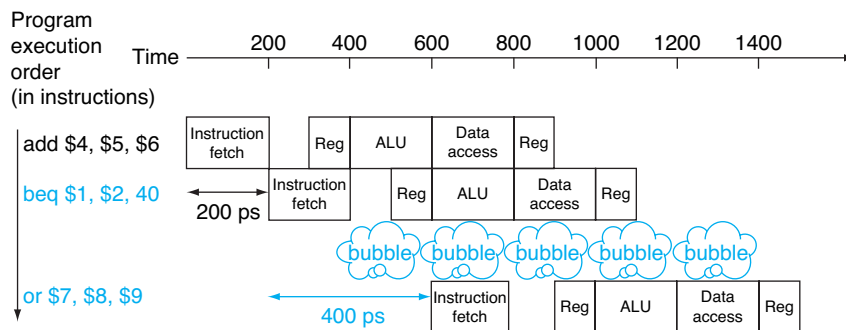 Program
execution
order
(in instructions)
Time
200 400 600 800 1000 1200 1400
add $4, $5, $6
Instruction
fetch
Reg
ALU
Data
access
Reg
beq $1, $2, 40
200 ps
Instruction
fetch
Reg
ALU
Data
access
Reg
bubble bubble bubble bubble bubble
or $7, $8, $9
400 ps
Instruction
fetch
Reg
ALU
Data
access
Reg